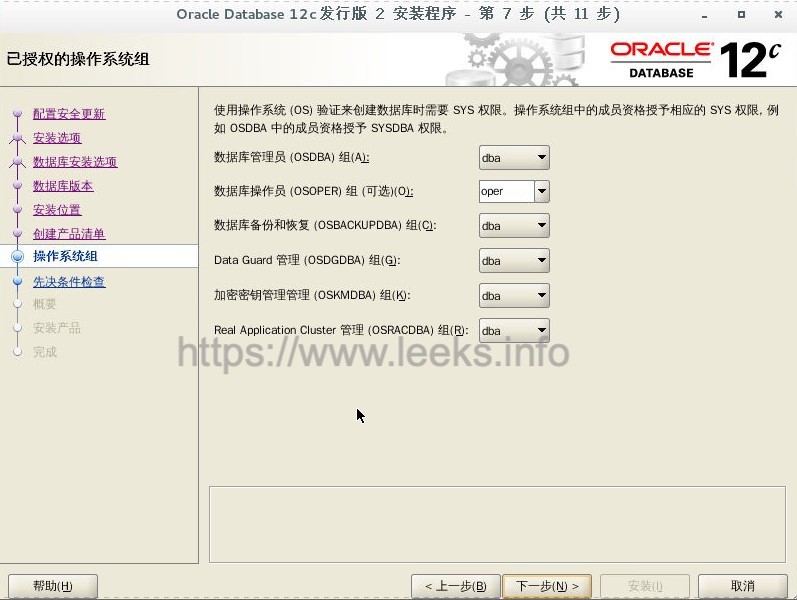 Oracle Database 12c 发行版 2 安装程序 - 第 7 步 (共 11 步)
已授权的操作系统组
ORACLE
DATABASE
12c
配置安全更新
安装选项
数据库安装选项
数据库版本
安装位置
创建产品清单
操作系统组
先决条件检查
概要
安装产品
完成
使用操作系统 (OS) 验证来创建数据库时需要 SYS 权限。操作系统组中的成员资格授予相应的 SYS 权限, 例
如 OSDBA 中的成员资格授予 SYSDBA 权限。
数据库管理员 (OSDBA) 组(A): dba
数据库操作员 (OSOPER) 组 (可选)(O): oper
数据库备份和恢复 (OSBACKUPDBA) 组(C): dba
Data Guard 管理 (OSDGDBA) 组(G): dba
加密密钥管理管理 (OSKMDBA) 组(K): dba
Real Application Cluster 管理 (OSRACDBA) 组(R): dba
https://www.leeks.info
帮助(H) < 上一步(B) 下一步(N) > 安装(I) 取消